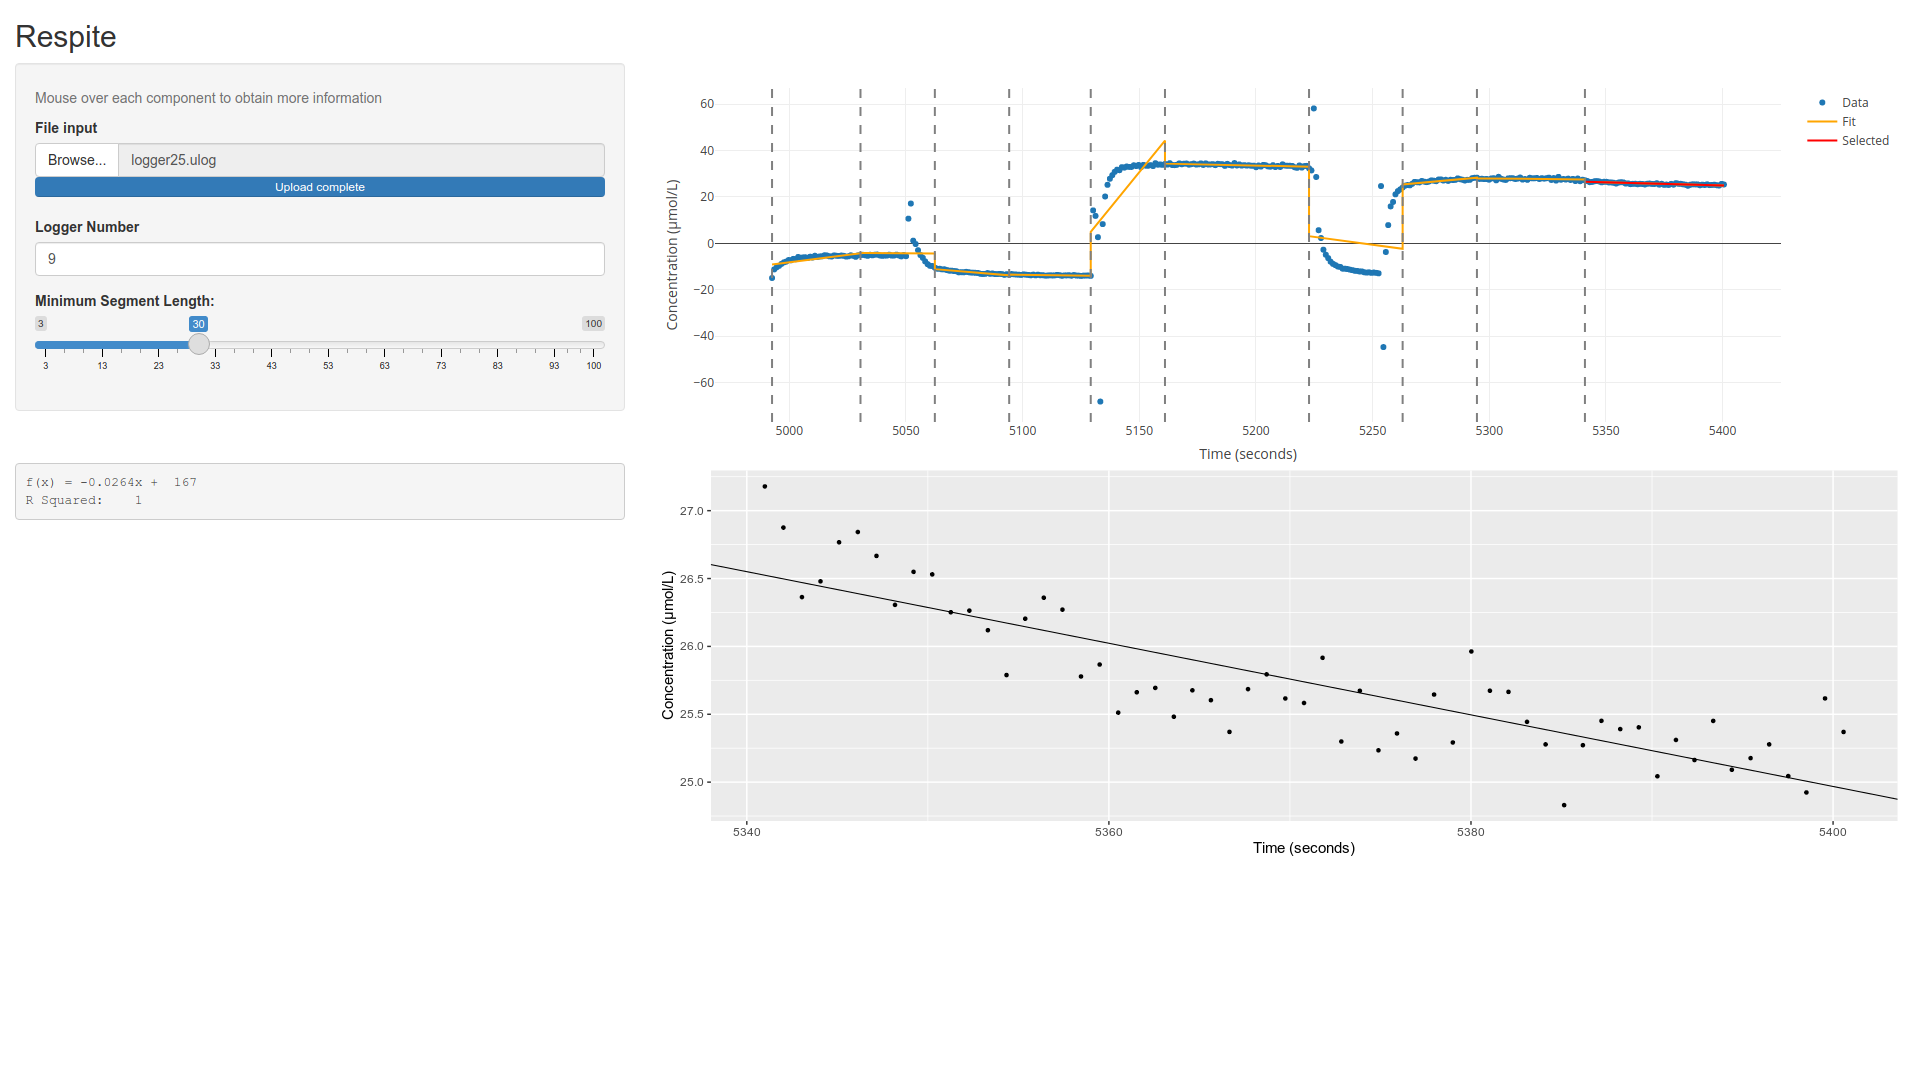 Respite
Mouse over each component to obtain more information
File input
Browse... logger25.ulog
Upload complete
Logger Number
9
Minimum Segment Length:
3 30 100
3 13 23 33 43 53 63 73 83 93 100
f(x) = -0.0264x +  167
R Squared:    1
60
40
20
0
−20
−40
−60
Concentration (µmol/L)
5000 5050 5100 5150 5200 5250 5300 5350 5400
Time (seconds)
Data
Fit
Selected
27.0
26.5
26.0
25.5
25.0
Concentration (µmol/L)
5340 5360 5380 5400
Time (seconds)